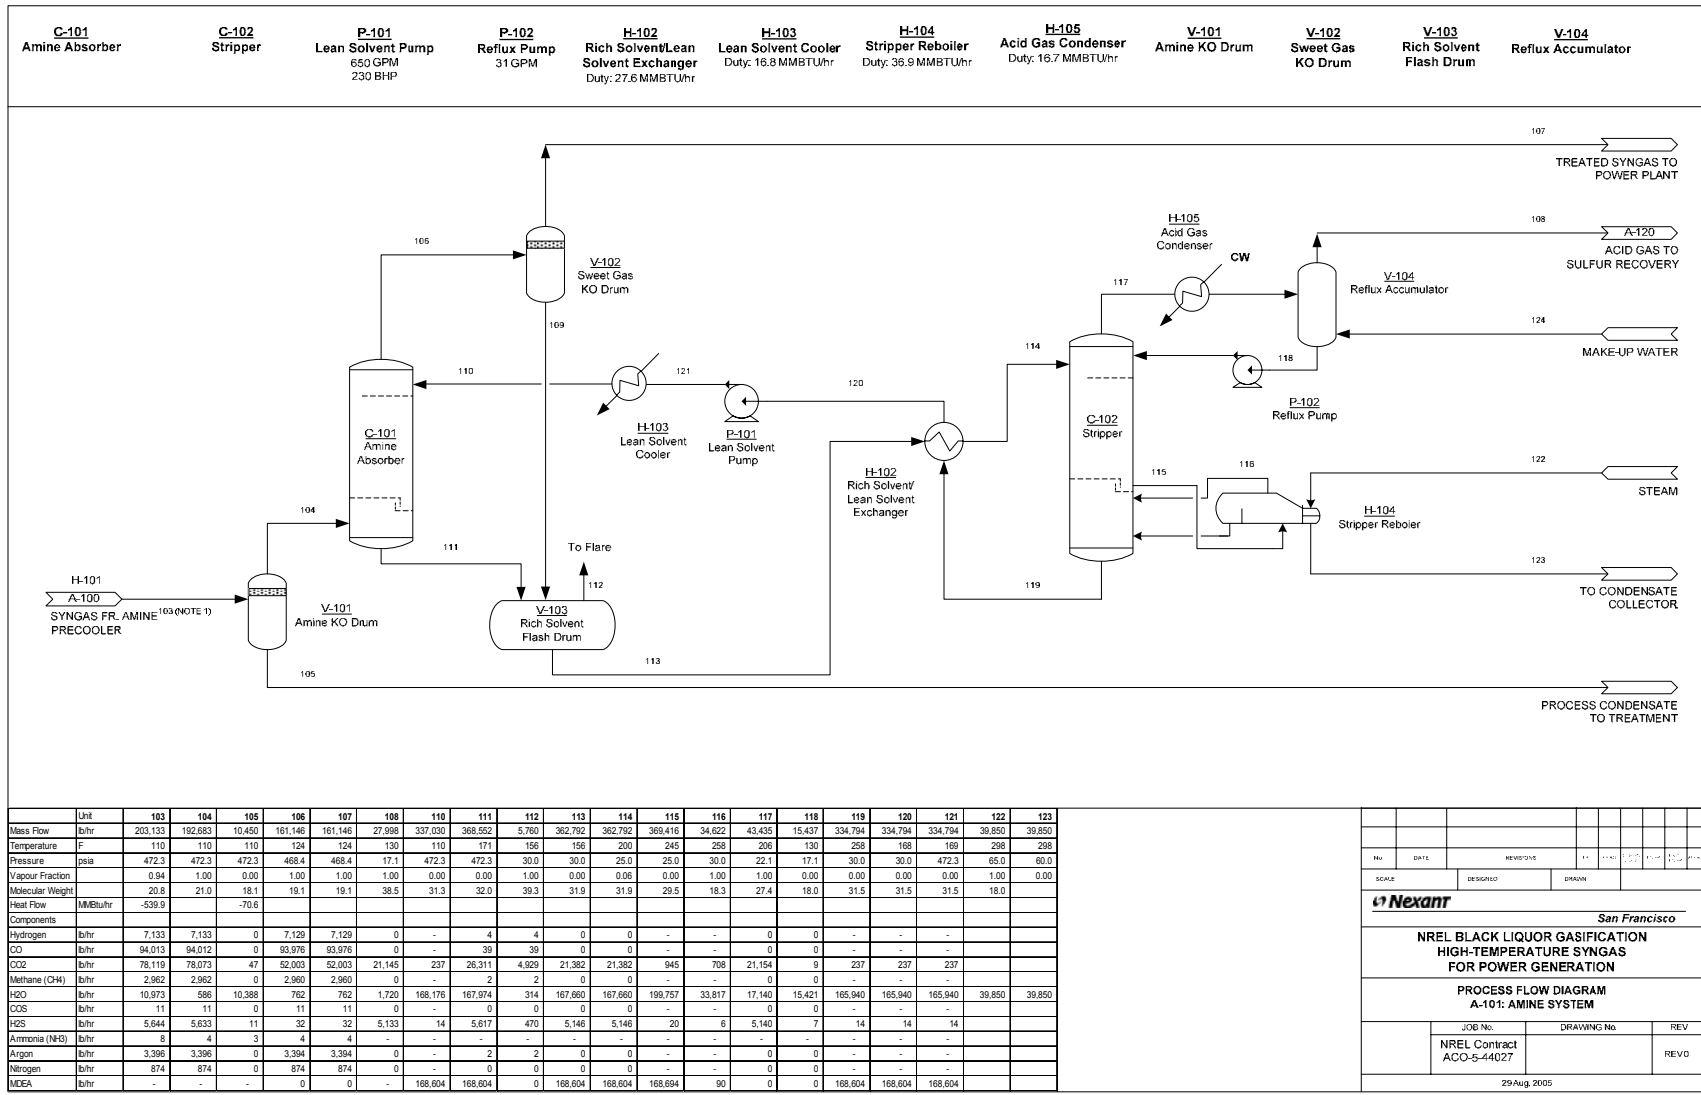 C-101
Amine Absorber
C-102
Stripper
P-101
Lean Solvent Pump
650 GPM
230 BHP
P-102
Reflux Pump
31 GPM
H-102
Rich Solvent/Lean
Solvent Exchanger
Duty: 27.6 MMBTU/hr
H-103
Lean Solvent Cooler
Duty: 16.8 MMBTU/hr
H-104
Stripper Reboiler
Duty: 36.9 MMBTU/hr
H-105
Acid Gas Condenser
Duty: 16.7 MMBTU/hr
V-101
Amine KO Drum
V-102
Sweet Gas
KO Drum
V-103
Rich Solvent
Flash Drum
V-104
Reflux Accumulator
107
TREATED SYNGAS TO
POWER PLANT
108
A-120
ACID GAS TO
SULFUR RECOVERY
H-105
Acid Gas
Condenser
CW
117
V-104
Reflux Accumulator
124
MAKE-UP WATER
118
P-102
Reflux Pump
106
V-102
Sweet Gas
KO Drum
109
110
121
120
114
H-103
Lean Solvent
Cooler
P-101
Lean Solvent
Pump
H-102
Rich Solvent/
Lean Solvent
Exchanger
C-101
Amine
Absorber
C-102
Stripper
115
116
122
STEAM
H-104
Stripper Reboier
123
TO CONDENSATE
COLLECTOR
104
111
To Flare
112
119
H-101
A-100
SYNGAS FR. AMINE 103 (NOTE 1)
PRECOOLER
V-101
Amine KO Drum
V-103
Rich Solvent
Flash Drum
113
105
PROCESS CONDENSATE
TO TREATMENT
Unit 103 104 105 106 107 108 110 111 112 113 114 115 116 117 118 119 120 121 122 123
Mass Flow lb/hr 203,133 192,683 10,450 161,146 161,146 27,998 337,030 368,552 5,760 362,792 362,792 369,416 34,622 43,435 15,437 334,794 334,794 334,794 39,850 39,850
Temperature F 110 110 110 124 124 130 110 171 156 156 200 245 258 206 130 258 168 169 298 298
Pressure psia 472.3 472.3 472.3 468.4 468.4 17.1 472.3 472.3 30.0 30.0 25.0 25.0 30.0 22.1 17.1 30.0 30.0 472.3 65.0 60.0
Vapour Fraction 0.94 1.00 0.00 1.00 1.00 1.00 0.00 0.00 1.00 0.00 0.06 0.00 1.00 1.00 0.00 0.00 0.00 0.00 1.00 0.00
Molecular Weight 20.8 21.0 18.1 19.1 19.1 38.5 31.3 32.0 39.3 31.9 31.9 29.5 18.3 27.4 18.0 31.5 31.5 31.5 18.0
Heat Flow MMBtu/hr -539.9 -70.6
Components
Hydrogen lb/hr 7,133 7,133 0 7,129 7,129 0 - 4 4 0 0 - - 0 0 - - -
CO lb/hr 94,013 94,012 0 93,976 93,976 0 - 39 39 0 0 - - 0 0 - - -
CO2 lb/hr 78,119 78,073 47 52,003 52,003 21,145 237 26,311 4,929 21,382 21,382 945 708 21,154 9 237 237 237
Methane (CH4) lb/hr 2,962 2,962 0 2,960 2,960 0 - 2 2 0 0 - - 0 0 - - -
H2O lb/hr 10,973 586 10,388 762 762 1,720 168,176 167,974 314 167,660 167,660 199,757 33,817 17,140 15,421 165,940 165,940 165,940 39,850 39,850
COS lb/hr 11 11 0 11 11 0 - 0 0 0 0 - - 0 0 - - -
H2S lb/hr 5,644 5,633 11 32 32 5,133 14 5,617 470 5,146 5,146 20 6 5,140 7 14 14 14
Ammonia (NH3) lb/hr 8 4 3 4 4 - - - - - - - - - - - - -
Argon lb/hr 3,396 3,396 0 3,394 3,394 0 - 2 2 0 0 - - 0 0 - - -
Nitrogen lb/hr 874 874 0 874 874 0 - 0 0 0 0 - - 0 0 - - -
MDEA lb/hr - - - 0 0 - 168,604 168,604 0 168,604 168,604 168,694 90 0 0 168,604 168,604 168,604
No. DATE REVISIONS
SCALE DESIGNED DRAWN
Nexant
San Francisco
NREL BLACK LIQUOR GASIFICATION
HIGH-TEMPERATURE SYNGAS
FOR POWER GENERATION
PROCESS FLOW DIAGRAM
A-101: AMINE SYSTEM
JOB No. DRAWING No. REV
NREL Contract
ACO-5-44027
REV0
29 Aug. 2005